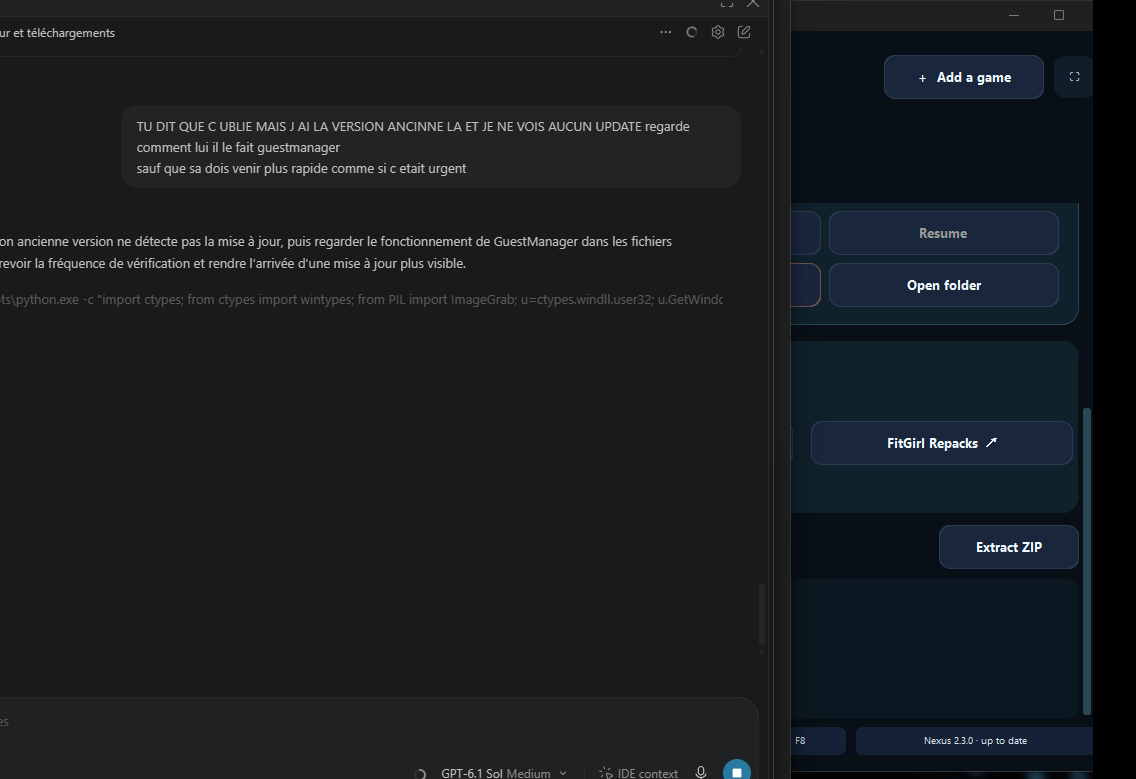 ur et téléchargements
+ Add a game
TU DIT QUE C UBLIE MAIS J AI LA VERSION ANCINNE LA ET JE NE VOIS AUCUN UPDATE regarde
comment lui il le fait guestmanager
sauf que sa dois venir plus rapide comme si c etait urgent
on ancienne version ne détecte pas la mise à jour, puis regarder le fonctionnement de GuestManager dans les fichiers
revoir la fréquence de vérification et rendre l'arrivée d'une mise à jour plus visible.
ts\python.exe -c "import ctypes; from ctypes import wintypes; from PIL import ImageGrab; u=ctypes.windll.user32; u.GetWindc
Resume
Open folder
FitGirl Repacks ↗
Extract ZIP
es
F8
Nexus 2.3.0 · up to date
GPT-6.1 Sol Medium
IDE context